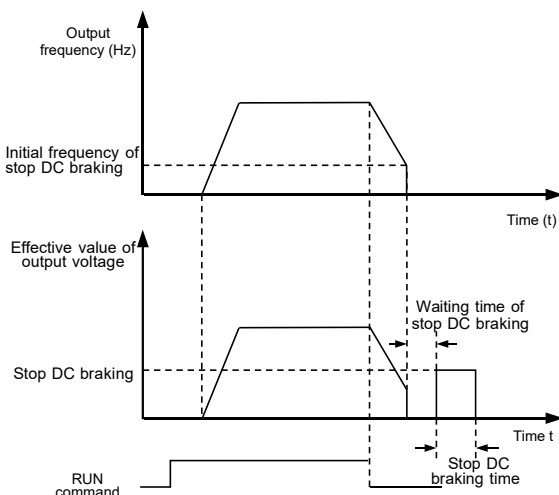 Output
frequency (Hz)
Initial frequency of
stop DC braking
Time (t)
Effective value of
output voltage
Waiting time of
stop DC braking
Stop DC braking
Time t
Stop DC
braking time
RUN
command